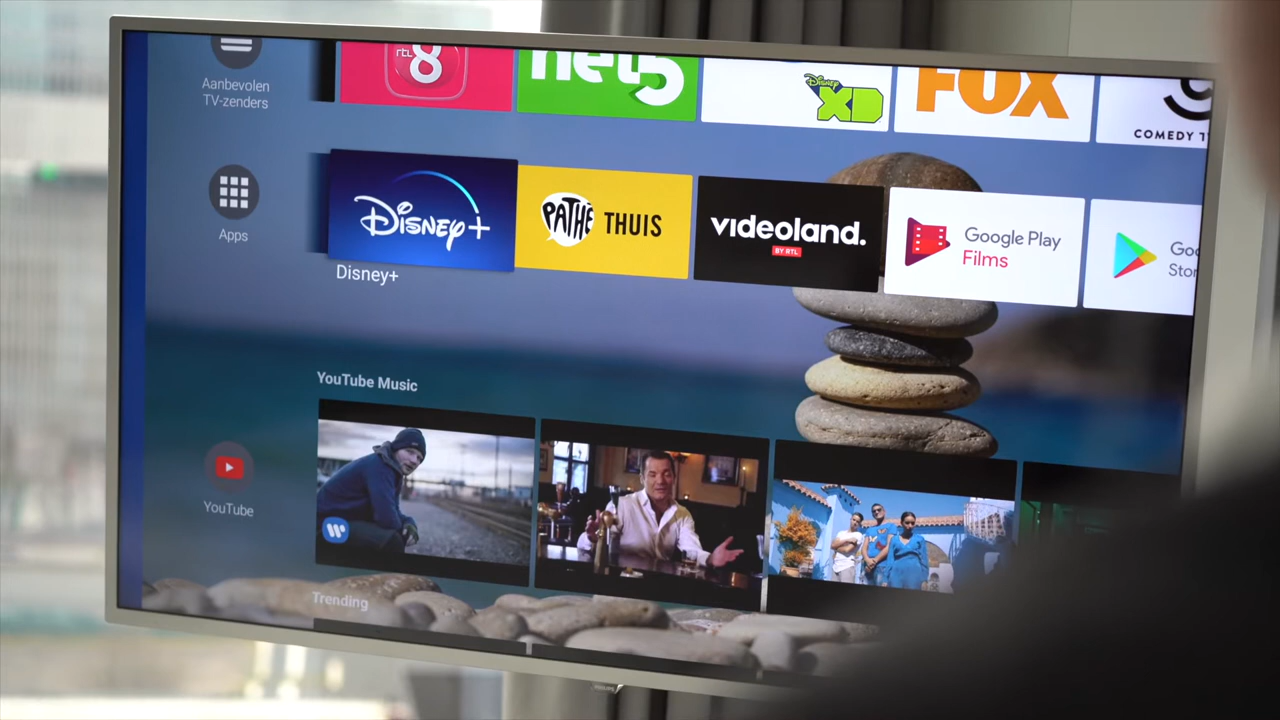 Aanbevolen
TV-zenders
rtl
8
net5
Disney
XD
FOX
COMEDY
Apps
Disney+
PATHE THUIS
videoland.
BY RTL
Google Play
Films
Disney+
YouTube Music
YouTube
Trending